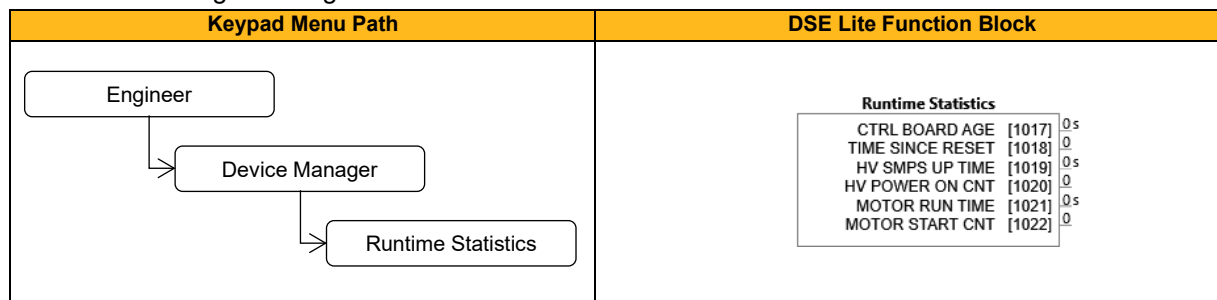 Keypad Menu Path
DSE Lite Function Block
Engineer
Device Manager
Runtime Statistics
Runtime Statistics
CTRL BOARD AGE [1017] 0 s
TIME SINCE RESET [1018] 0
HV SMPS UP TIME [1019] 0 s
HV POWER ON CNT [1020] 0
MOTOR RUN TIME [1021] 0 s
MOTOR START CNT [1022] 0